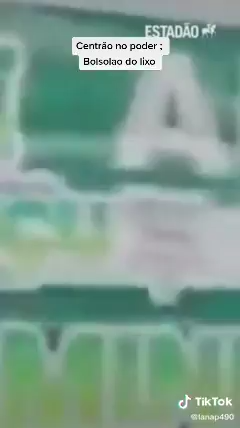 ESTADÃO
Centrão no poder ;
Bolsolao do lixo
A
TikTok
@lanap490